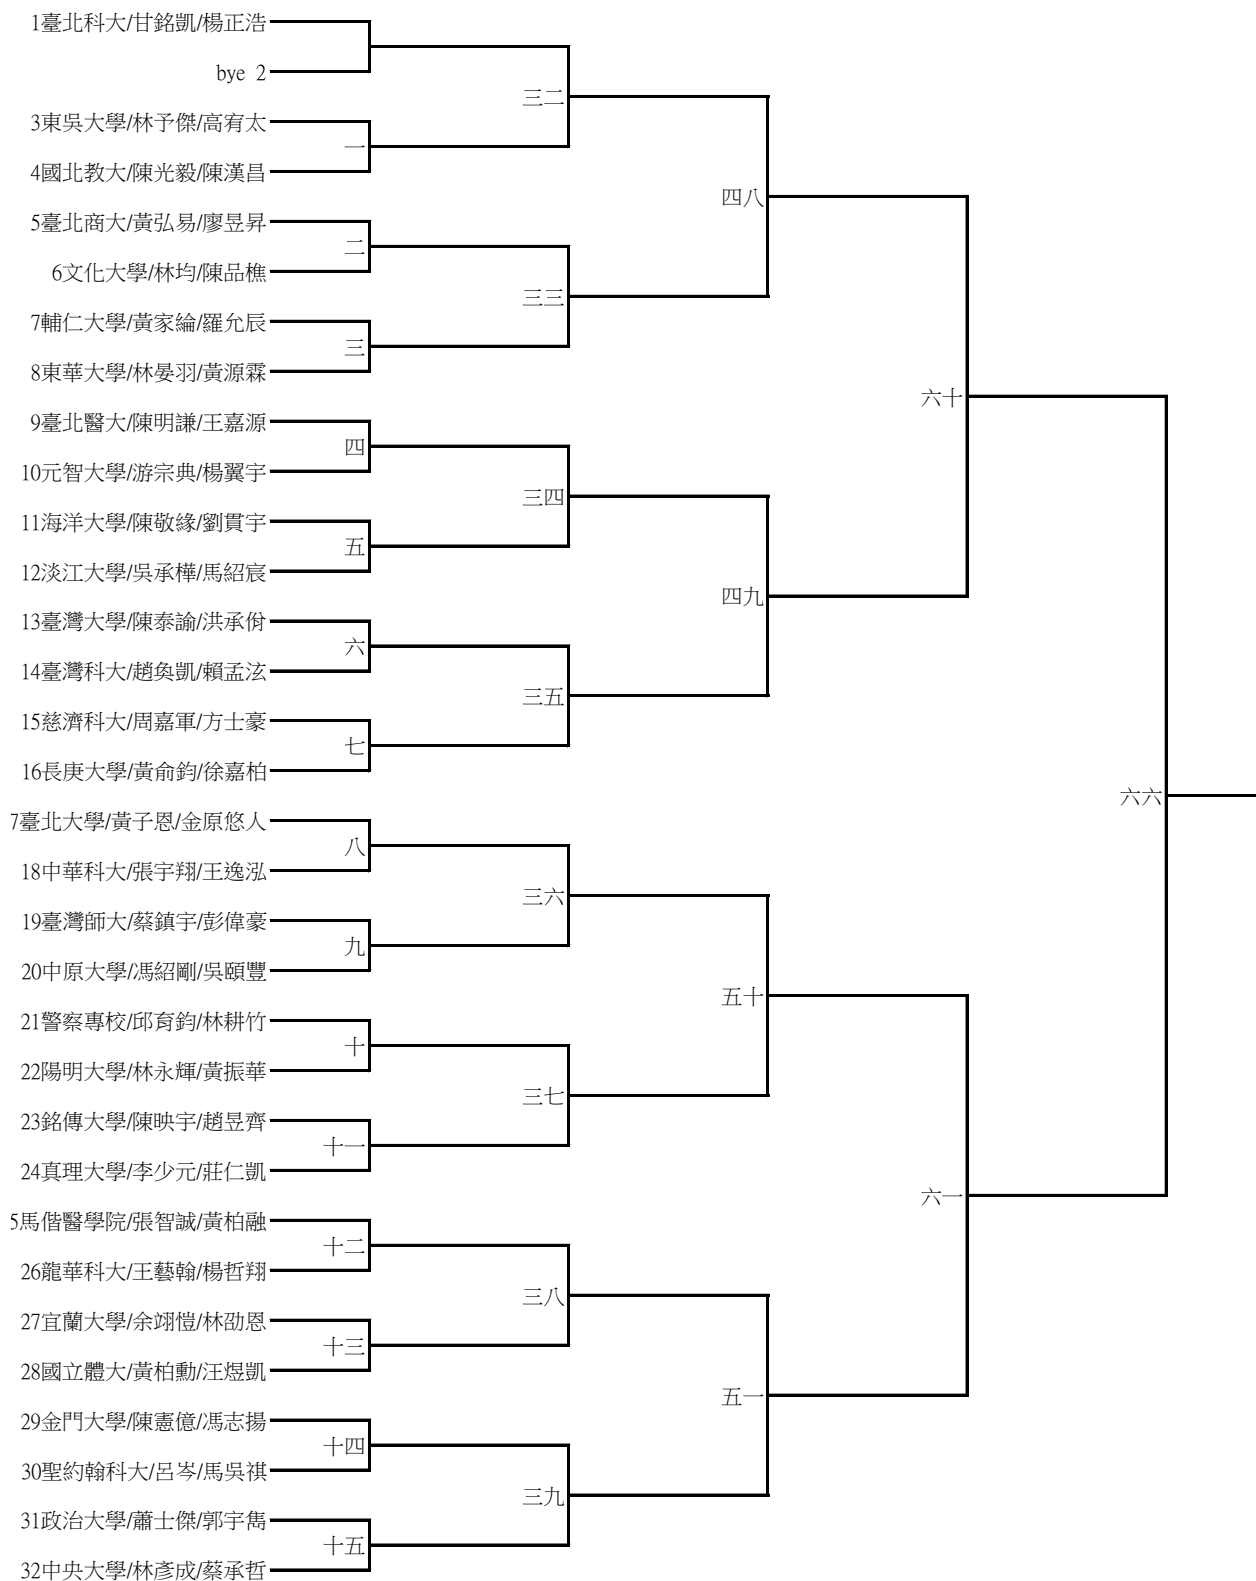 1臺北科大/甘銘凱/楊正浩
bye 2
三二
3東吳大學/林予傑/高宥太
一
4國北教大/陳光毅/陳漢昌
四八
5臺北商大/黃弘易/廖昱昇
二
6文化大學/林均/陳品樵
三三
7輔仁大學/黃家綸/羅允辰
三
8東華大學/林晏羽/黃源霖
六十
9臺北醫大/陳明謙/王嘉源
四
10元智大學/游宗典/楊翼宇
三四
11海洋大學/陳敬緣/劉貫宇
五
12淡江大學/吳承樺/馬紹宸
四九
13臺灣大學/陳泰諭/洪承佾
六
14臺灣科大/趙奐凱/賴孟泫
三五
15慈濟科大/周嘉軍/方士豪
七
16長庚大學/黃俞鈞/徐嘉柏
六六
7臺北大學/黃子恩/金原悠人
八
18中華科大/張宇翔/王逸泓
三六
19臺灣師大/蔡鎮宇/彭偉豪
九
20中原大學/馮紹剛/吳頤豐
五十
21警察專校/邱育鈞/林耕竹
十
22陽明大學/林永輝/黃振華
三七
23銘傳大學/陳映宇/趙昱齊
十一
24真理大學/李少元/莊仁凱
六一
5馬偕醫學院/張智誠/黃柏融
十二
26龍華科大/王藝翰/楊哲翔
三八
27宜蘭大學/余翊愷/林劭恩
十三
28國立體大/黃柏勳/汪煜凱
五一
29金門大學/陳憲億/馮志揚
十四
30聖約翰科大/呂岑/馬吳祺
三九
31政治大學/蕭士傑/郭宇雋
十五
32中央大學/林彥成/蔡承哲